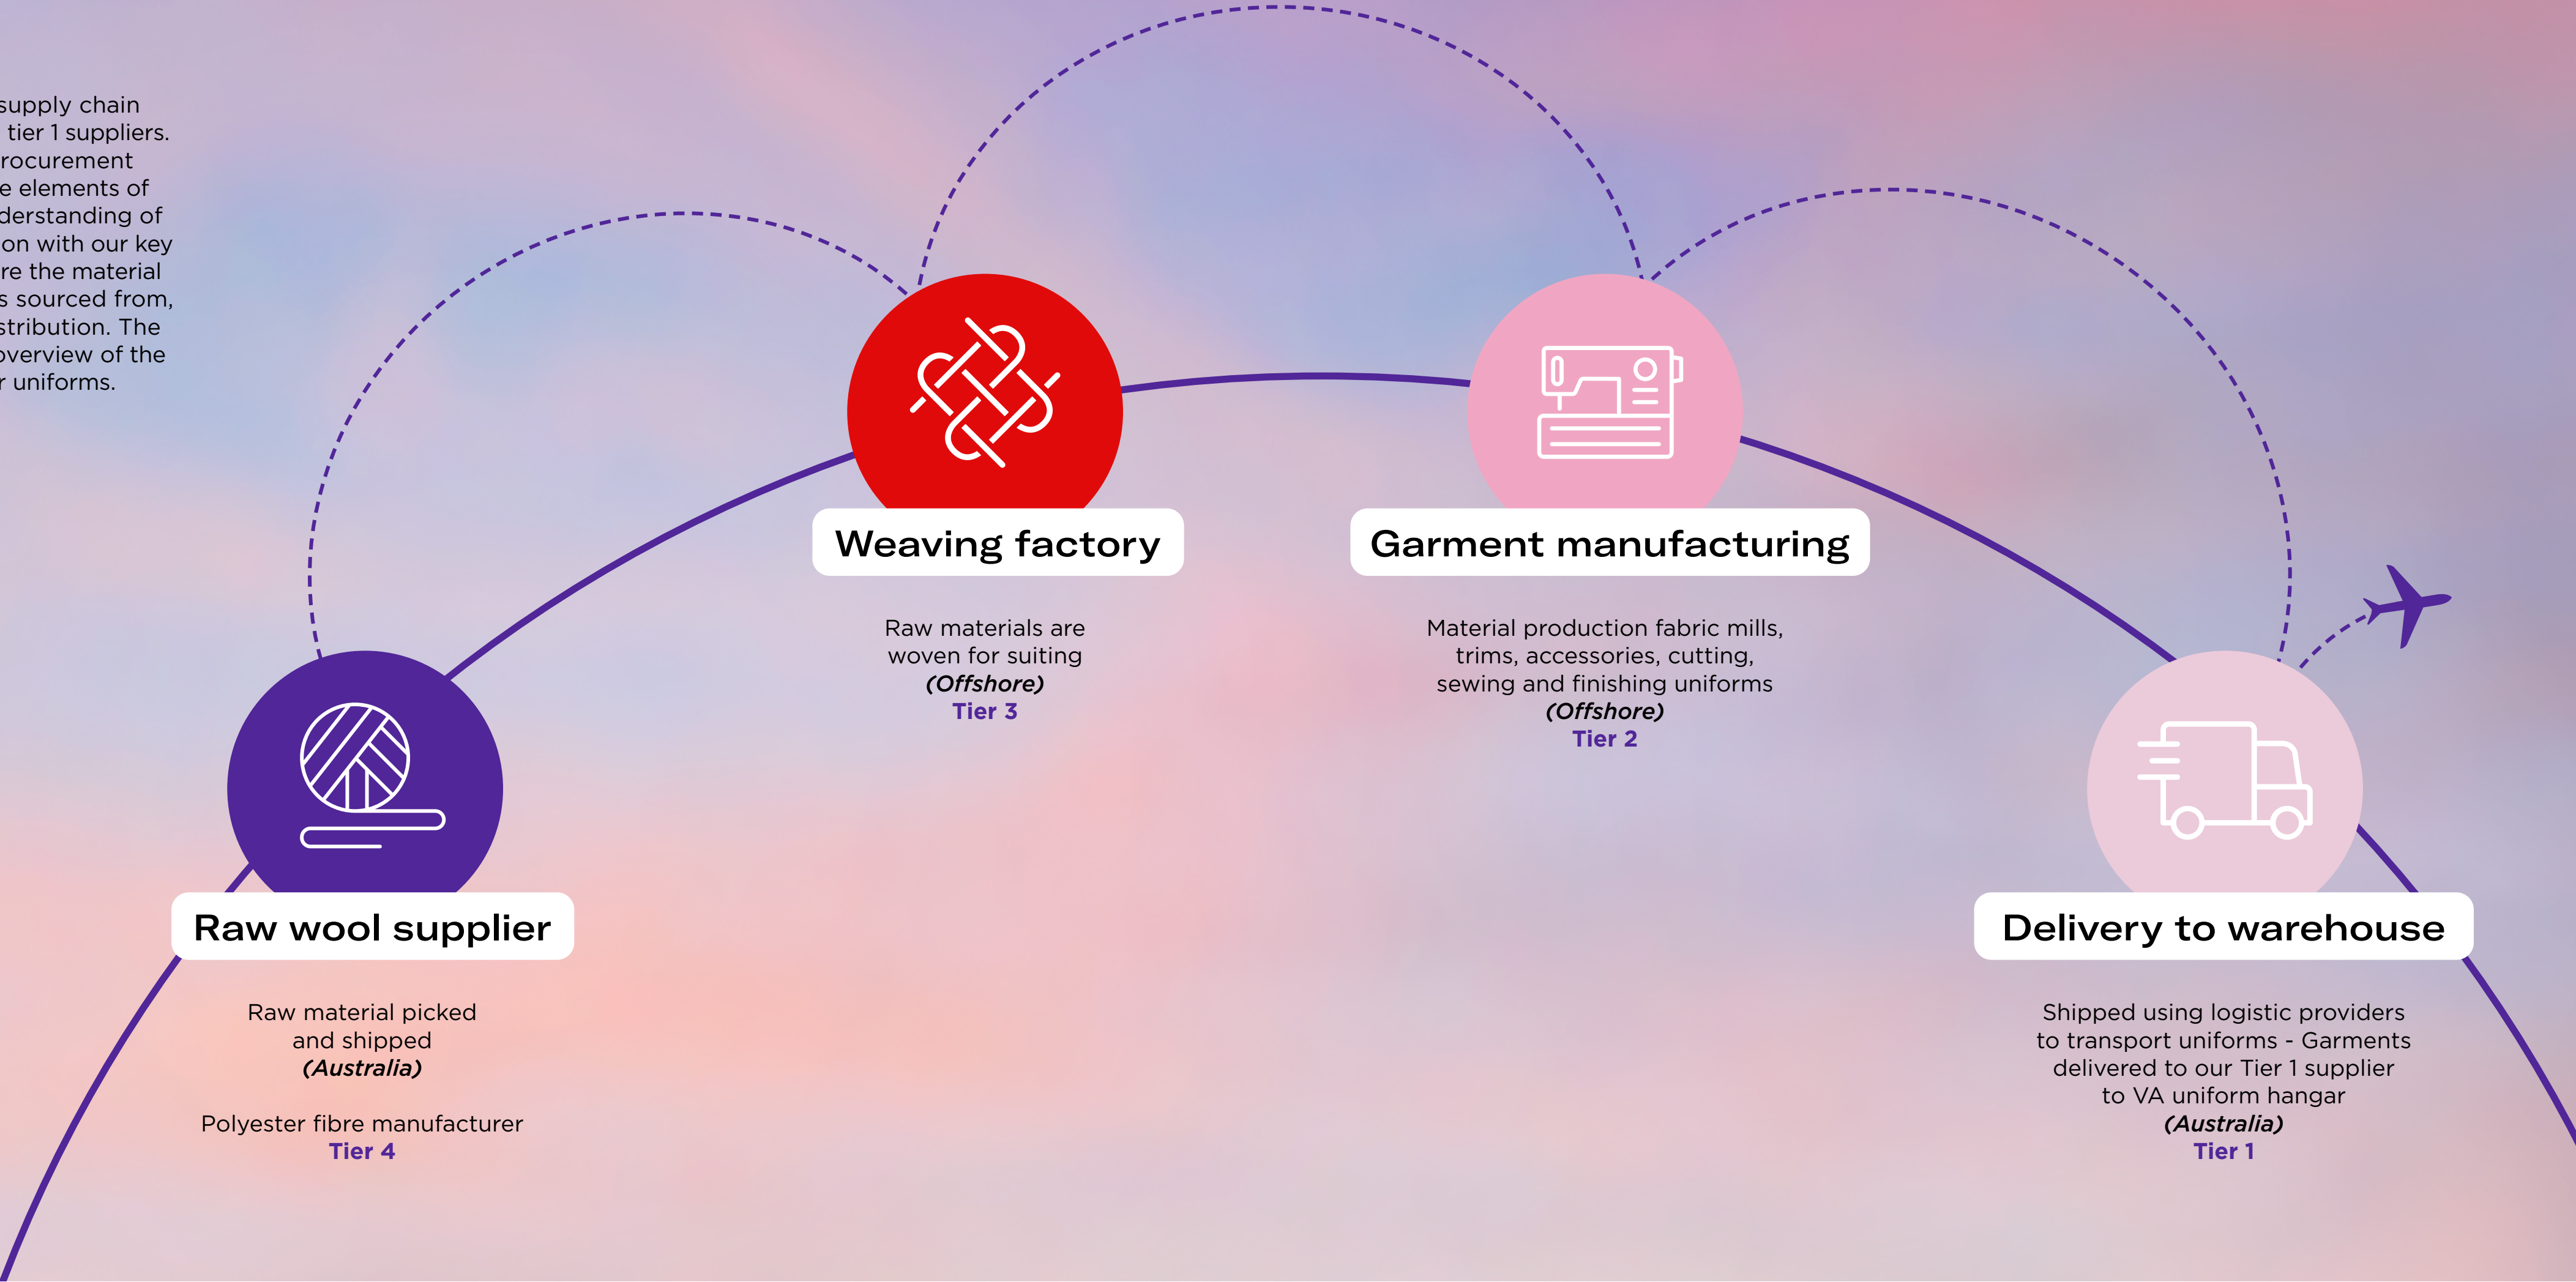 supply chain
tier 1 suppliers.
rocurement
e elements of
derstanding of
on with our key
re the material
s sourced from,
stribution. The
overview of the
r uniforms.
Weaving factory
Raw materials are
woven for suiting
(Offshore)
Tier 3
Garment manufacturing
Material production fabric mills,
trims, accessories, cutting,
sewing and finishing uniforms
(Offshore)
Tier 2
Raw wool supplier
Raw material picked
and shipped
(Australia)
Polyester fibre manufacturer
Tier 4
Delivery to warehouse
Shipped using logistic providers
to transport uniforms - Garments
delivered to our Tier 1 supplier
to VA uniform hangar
(Australia)
Tier 1